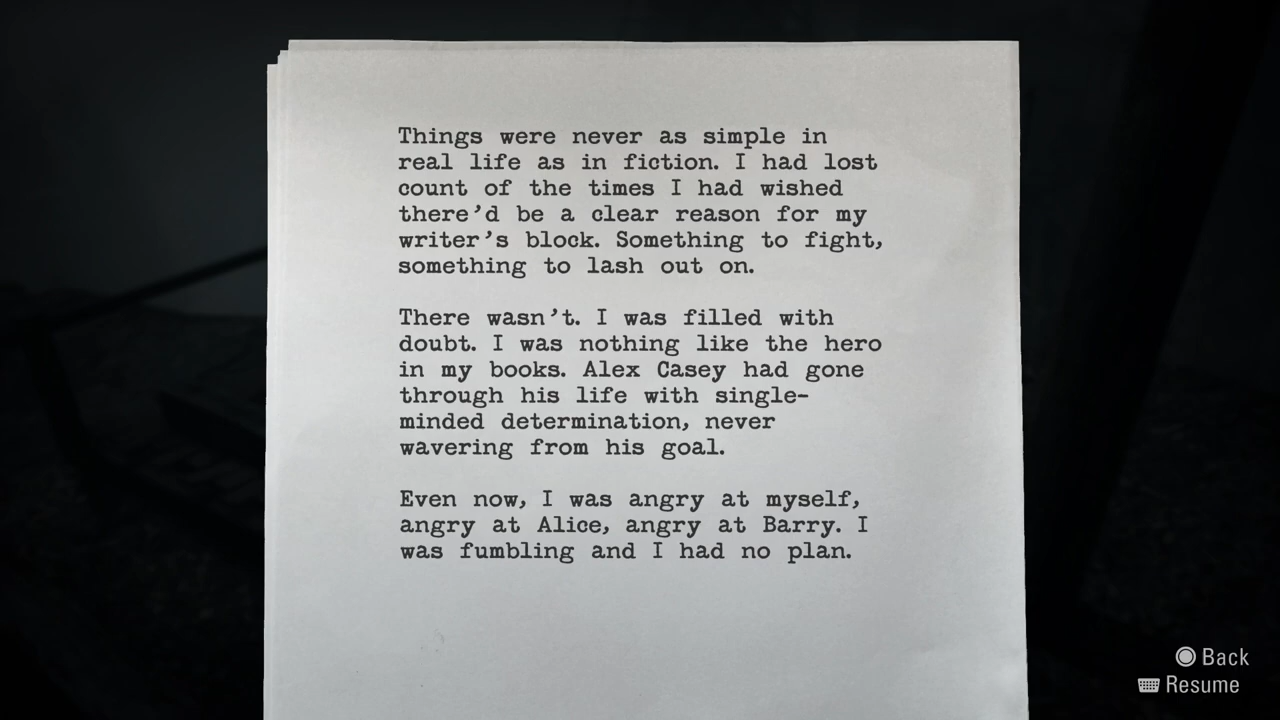 Things were never as simple in
real life as in fiction. I had lost
count of the times I had wished
there’d be a clear reason for my
writer’s block. Something to fight,
something to lash out on.
There wasn’t. I was filled with
doubt. I was nothing like the hero
in my books. Alex Casey had gone
through his life with single-
minded determination, never
wavering from his goal.
Even now, I was angry at myself,
angry at Alice, angry at Barry. I
was fumbling and I had no plan.
Back
Resume